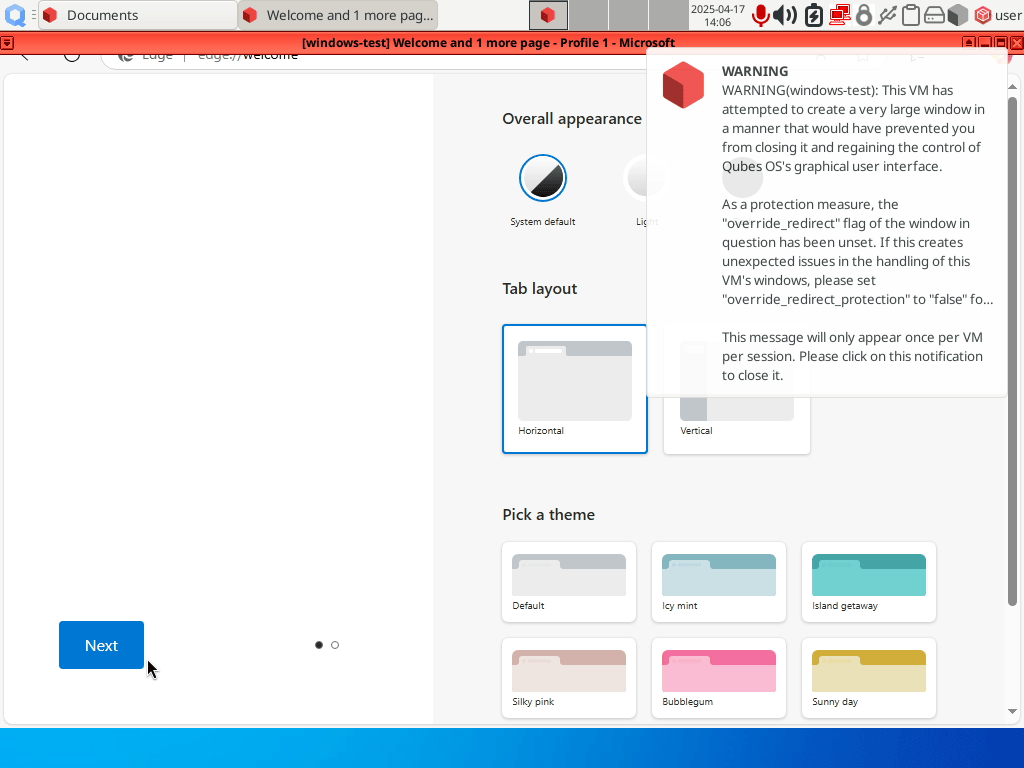 Documents
Welcome and 1 more pag...
2025-04-17
14:06
user
[windows-test] Welcome and 1 more page - Profile 1 - Microsoft
Edge
edge://welcome
WARNING
WARNING(windows-test): This VM has
attempted to create a very large window in
a manner that would have prevented you
from closing it and regaining the control of
Qubes OS's graphical user interface.
As a protection measure, the
"override_redirect" flag of the window in
question has been unset. If this creates
unexpected issues in the handling of this
VM's windows, please set
"override_redirect_protection" to "false" fo...
This message will only appear once per VM
per session. Please click on this notification
to close it.
Overall appearance
System default
Light
Tab layout
Horizontal
Vertical
Pick a theme
Default
Icy mint
Island getaway
Silky pink
Bubblegum
Sunny day
Next